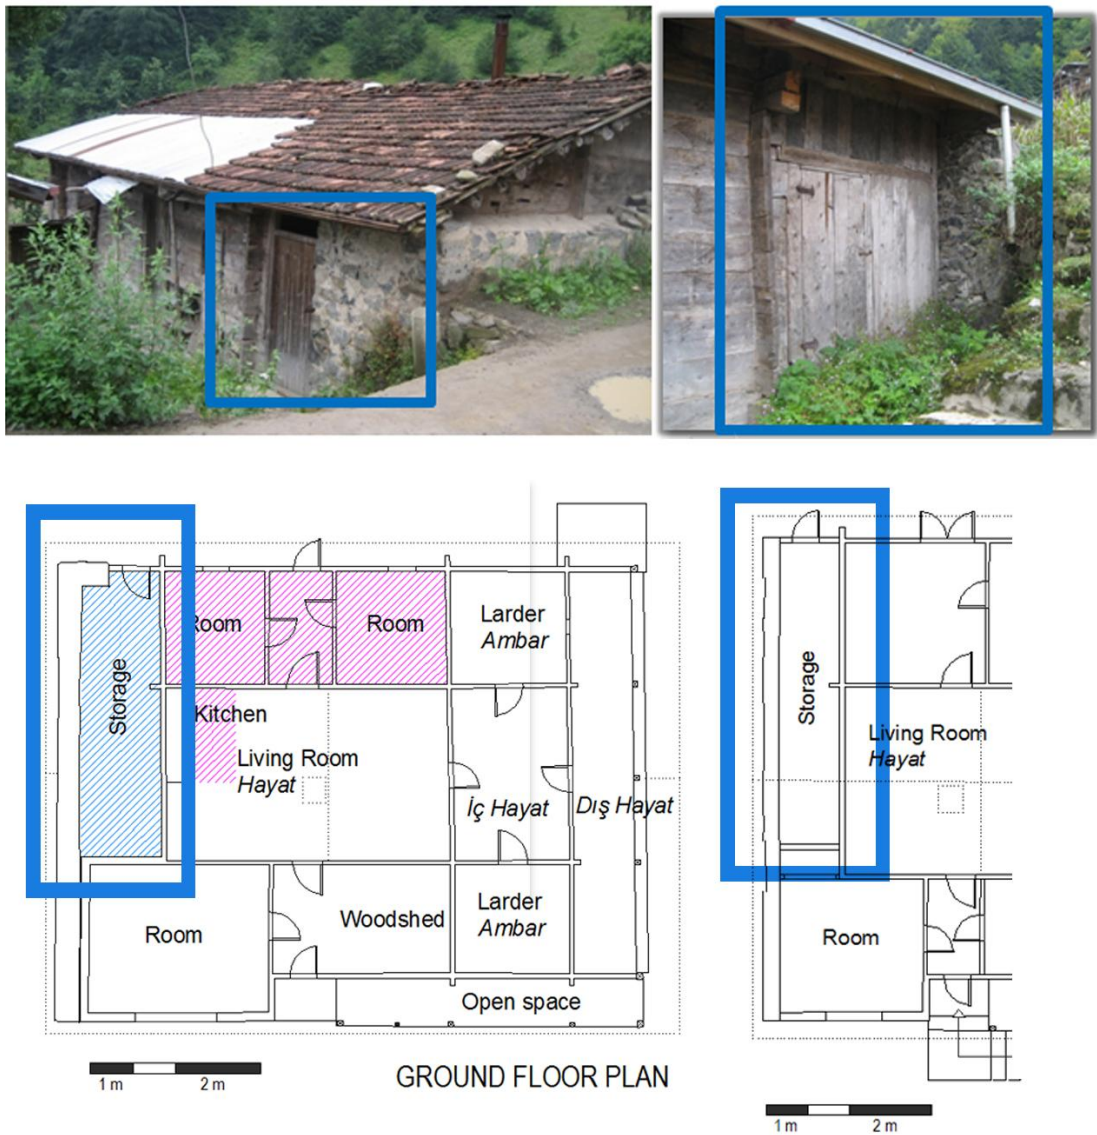 Larder
Ambar
Room
Room
Storage
Kitchen
Living Room
Hayat
İç Hayat
Dış Hayat
Larder
Ambar
Woodshed
Room
Open space
1 m
2 m
GROUND FLOOR PLAN
Storage
Living Room
Hayat
Room
1 m
2 m